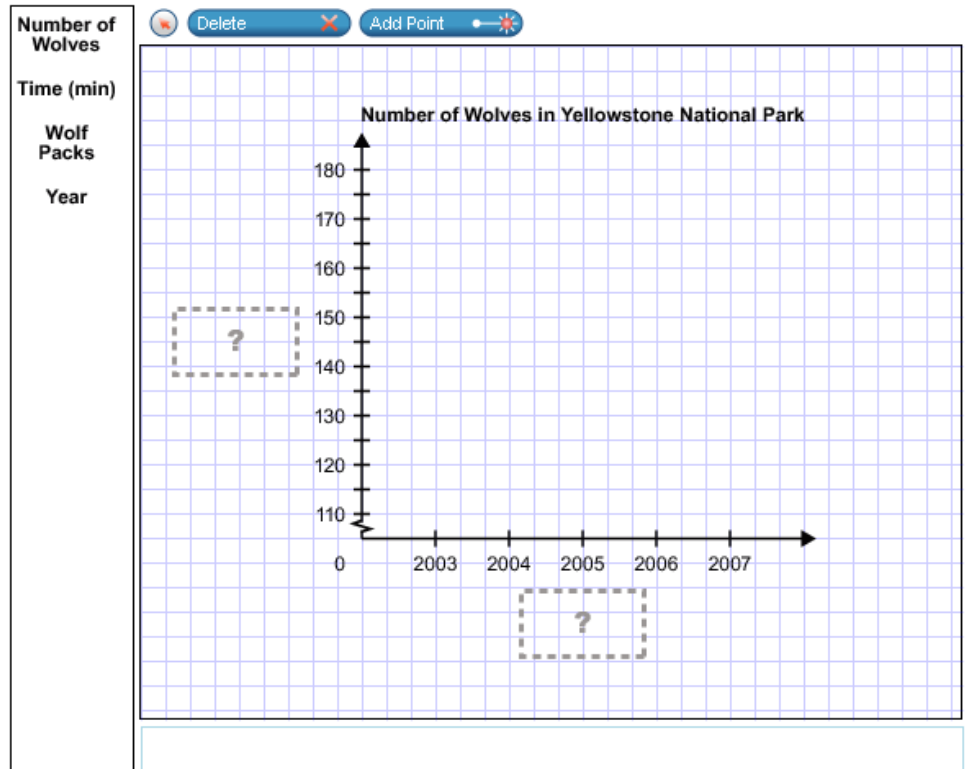 Number of
Wolves
Time (min)
Wolf
Packs
Year
Delete
Add Point
Number of Wolves in Yellowstone National Park
180
170
160
150
?
140
130
120
110
0 2003 2004 2005 2006 2007
?